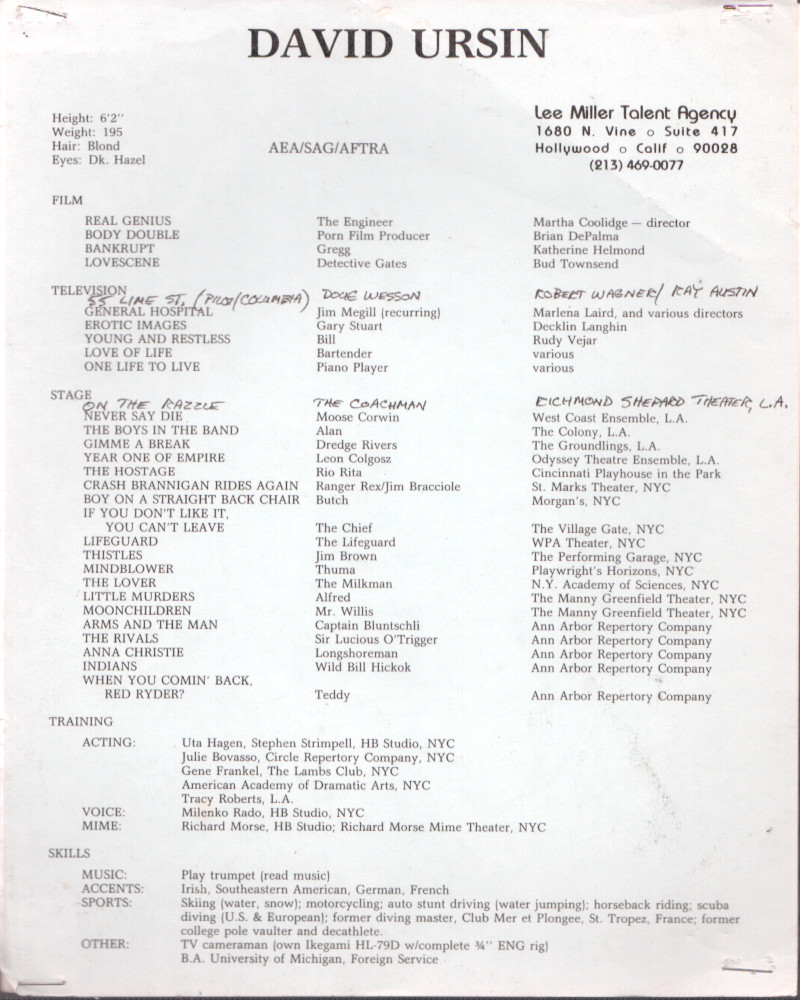 DAVID URSIN
Height: 6'2"
Weight: 195
Hair: Blond
Eyes: Dk. Hazel
AEA/SAG/AFTRA
Lee Miller Talent Agency
1680 N. Vine o Suite 417
Hollywood o Calif o 90028
(213) 469-0077
FILM
REAL GENIUS The Engineer Martha Coolidge — director
BODY DOUBLE Porn Film Producer Brian DePalma
BANKRUPT Gregg Katherine Helmond
LOVESCENE Detective Gates Bud Townsend
TELEVISION
55 LIME ST. (PILOT/COLUMBIA) DOUG WESSON ROBERT WAGNER/ RAY AUSTIN
GENERAL HOSPITAL Jim Megill (recurring) Marlena Laird, and various directors
EROTIC IMAGES Gary Stuart Decklin Langhin
YOUNG AND RESTLESS Bill Rudy Vejar
LOVE OF LIFE Bartender various
ONE LIFE TO LIVE Piano Player various
STAGE
ON THE RAZZLE THE COACHMAN RICHMOND SHEPARD THEATER, L.A.
NEVER SAY DIE Moose Corwin West Coast Ensemble, L.A.
THE BOYS IN THE BAND Alan The Colony, L.A.
GIMME A BREAK Dredge Rivers The Groundlings, L.A.
YEAR ONE OF EMPIRE Leon Colgosz Odyssey Theatre Ensemble, L.A.
THE HOSTAGE Rio Rita Cincinnati Playhouse in the Park
CRASH BRANNIGAN RIDES AGAIN Ranger Rex/Jim Bracciole St. Marks Theater, NYC
BOY ON A STRAIGHT BACK CHAIR Butch Morgan's, NYC
IF YOU DON'T LIKE IT,
YOU CAN'T LEAVE The Chief The Village Gate, NYC
LIFEGUARD The Lifeguard WPA Theater, NYC
THISTLES Jim Brown The Performing Garage, NYC
MINDBLOWER Thuma Playwright's Horizons, NYC
THE LOVER The Milkman N.Y. Academy of Sciences, NYC
LITTLE MURDERS Alfred The Manny Greenfield Theater, NYC
MOONCHILDREN Mr. Willis The Manny Greenfield Theater, NYC
ARMS AND THE MAN Captain Bluntschli Ann Arbor Repertory Company
THE RIVALS Sir Lucious O'Trigger Ann Arbor Repertory Company
ANNA CHRISTIE Longshoreman Ann Arbor Repertory Company
INDIANS Wild Bill Hickok Ann Arbor Repertory Company
WHEN YOU COMIN' BACK,
RED RYDER? Teddy Ann Arbor Repertory Company
TRAINING
ACTING: Uta Hagen, Stephen Strimpell, HB Studio, NYC
Julie Bovasso, Circle Repertory Company, NYC
Gene Frankel, The Lambs Club, NYC
American Academy of Dramatic Arts, NYC
Tracy Roberts, L.A.
VOICE: Milenko Rado, HB Studio, NYC
MIME: Richard Morse, HB Studio; Richard Morse Mime Theater, NYC
SKILLS
MUSIC: Play trumpet (read music)
ACCENTS: Irish, Southeastern American, German, French
SPORTS: Skiing (water, snow); motorcycling; auto stunt driving (water jumping); horseback riding; scuba
diving (U.S. & European); former diving master, Club Mer et Plongee, St. Tropez, France; former
college pole vaulter and decathlete.
OTHER: TV cameraman (own Ikegami HL-79D w/complete ¾" ENG rig)
B.A. University of Michigan, Foreign Service